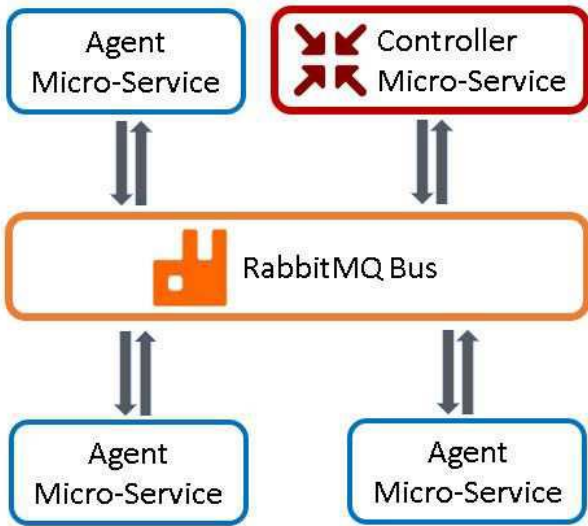 Agent
Micro-Service
Controller
Micro-Service
RabbitMQ Bus
Agent
Micro-Service
Agent
Micro-Service